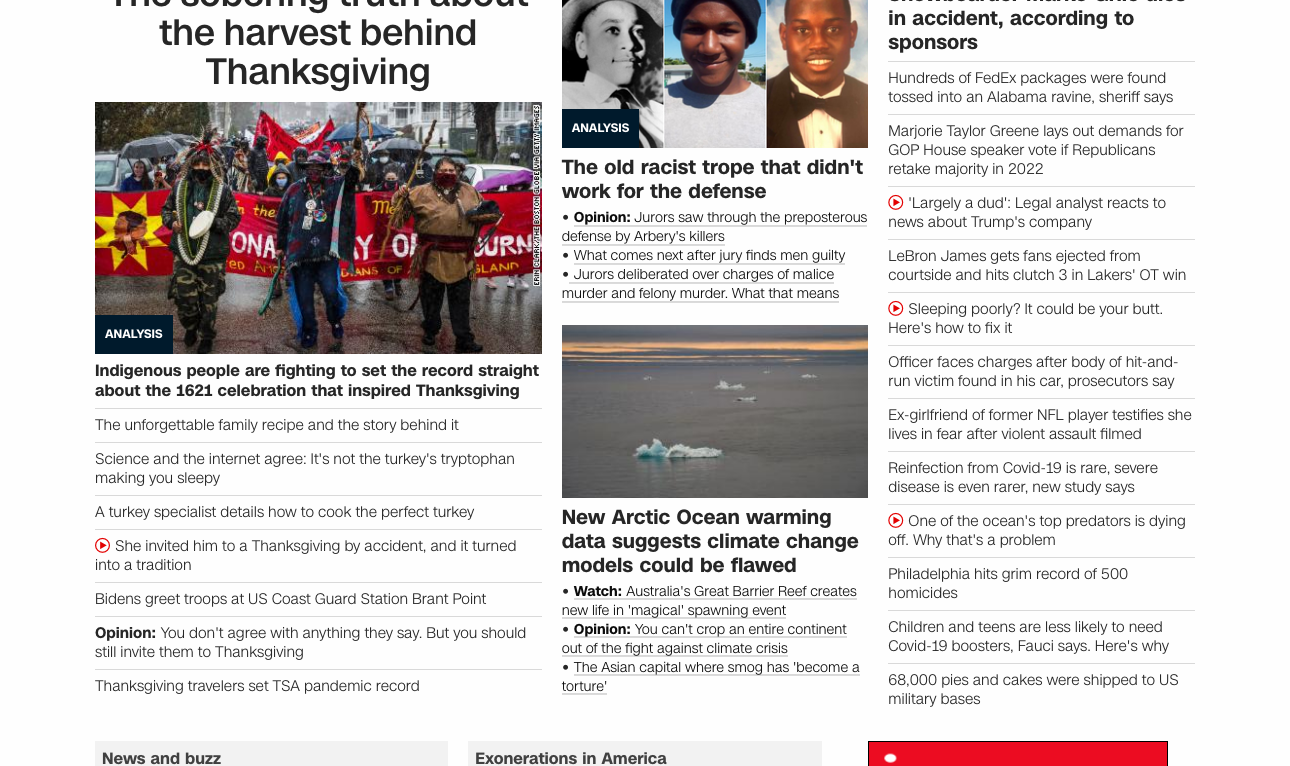 The sobering truth about
the harvest behind
Thanksgiving
ERIN CLARK/THE BOSTON GLOBE VIA GETTY IMAGES
ANALYSIS
Indigenous people are fighting to set the record straight
about the 1621 celebration that inspired Thanksgiving
The unforgettable family recipe and the story behind it
Science and the internet agree: It's not the turkey's tryptophan
making you sleepy
A turkey specialist details how to cook the perfect turkey
She invited him to a Thanksgiving by accident, and it turned
into a tradition
Bidens greet troops at US Coast Guard Station Brant Point
Opinion: You don't agree with anything they say. But you should
still invite them to Thanksgiving
Thanksgiving travelers set TSA pandemic record
ANALYSIS
The old racist trope that didn't
work for the defense
• Opinion: Jurors saw through the preposterous
defense by Arbery's killers
• What comes next after jury finds men guilty
• Jurors deliberated over charges of malice
murder and felony murder. What that means
New Arctic Ocean warming
data suggests climate change
models could be flawed
• Watch: Australia's Great Barrier Reef creates
new life in 'magical' spawning event
• Opinion: You can't crop an entire continent
out of the fight against climate crisis
• The Asian capital where smog has 'become a
torture'
in accident, according to
sponsors
Hundreds of FedEx packages were found
tossed into an Alabama ravine, sheriff says
Marjorie Taylor Greene lays out demands for
GOP House speaker vote if Republicans
retake majority in 2022
'Largely a dud': Legal analyst reacts to
news about Trump's company
LeBron James gets fans ejected from
courtside and hits clutch 3 in Lakers' OT win
Sleeping poorly? It could be your butt.
Here's how to fix it
Officer faces charges after body of hit-and-
run victim found in his car, prosecutors say
Ex-girlfriend of former NFL player testifies she
lives in fear after violent assault filmed
Reinfection from Covid-19 is rare, severe
disease is even rarer, new study says
One of the ocean's top predators is dying
off. Why that's a problem
Philadelphia hits grim record of 500
homicides
Children and teens are less likely to need
Covid-19 boosters, Fauci says. Here's why
68,000 pies and cakes were shipped to US
military bases
News and buzz
Exonerations in America